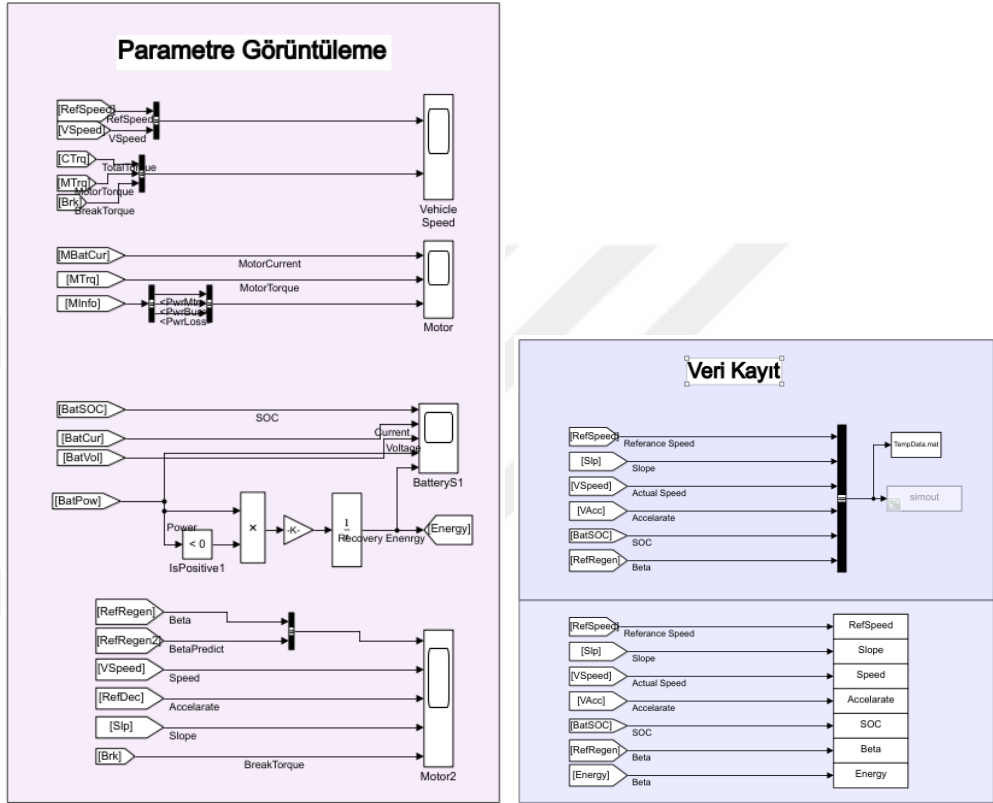 Parametre Görüntüleme
[RefSpeed]
RefSpeed
[VSpeed]
VSpeed
[CTrq]
TotalTorque
[MTrq]
MotorTorque
[Brk]
BreakTorque
Vehicle
Speed
[MBatCur]
MotorCurrent
[MTrq]
MotorTorque
[MInfo]
<PwrMtr
<PwrBus
<PwrLoss
Motor
[BatSOC]
SOC
[BatCur]
Current
[BatVol]
Voltage
BatteryS1
[BatPow]
Power
< 0
IsPositive1
×
-K-
1
Recovery Enenrgy
[Energy]
[RefRegen]
Beta
[RefRegen2]
BetaPredict
[VSpeed]
Speed
[RefDec]
Accelarate
[Slp]
Slope
[Brk]
BreakTorque
Motor2
Veri Kayıt
[RefSpeed]
Referance Speed
[Slp]
Slope
[VSpeed]
Actual Speed
[VAcc]
Accelarate
[BatSOC]
SOC
[RefRegen]
Beta
TempData.mat
simout
[RefSpeed]
Referance Speed
RefSpeed
[Slp]
Slope
Slope
[VSpeed]
Actual Speed
Speed
[VAcc]
Accelarate
Accelarate
[BatSOC]
SOC
SOC
[RefRegen]
Beta
Beta
[Energy]
Beta
Energy